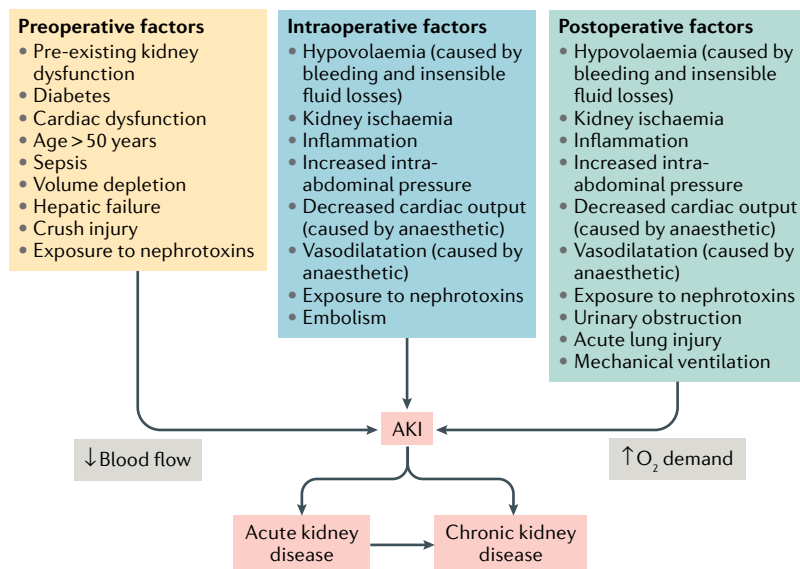 Preoperative factors
• Pre-existing kidney
dysfunction
• Diabetes
• Cardiac dysfunction
• Age > 50 years
• Sepsis
• Volume depletion
• Hepatic failure
• Crush injury
• Exposure to nephrotoxins
Intraoperative factors
• Hypovolaemia (caused by
bleeding and insensible
fluid losses)
• Kidney ischaemia
• Inflammation
• Increased intra-
abdominal pressure
• Decreased cardiac output
(caused by anaesthetic)
• Vasodilatation (caused by
anaesthetic)
• Exposure to nephrotoxins
• Embolism
Postoperative factors
• Hypovolaemia (caused by
bleeding and insensible
fluid losses)
• Kidney ischaemia
• Inflammation
• Increased intra-
abdominal pressure
• Decreased cardiac output
(caused by anaesthetic)
• Vasodilatation (caused by
anaesthetic)
• Exposure to nephrotoxins
• Urinary obstruction
• Acute lung injury
• Mechanical ventilation
AKI
↓Blood flow
↑O₂ demand
Acute kidney
disease
Chronic kidney
disease